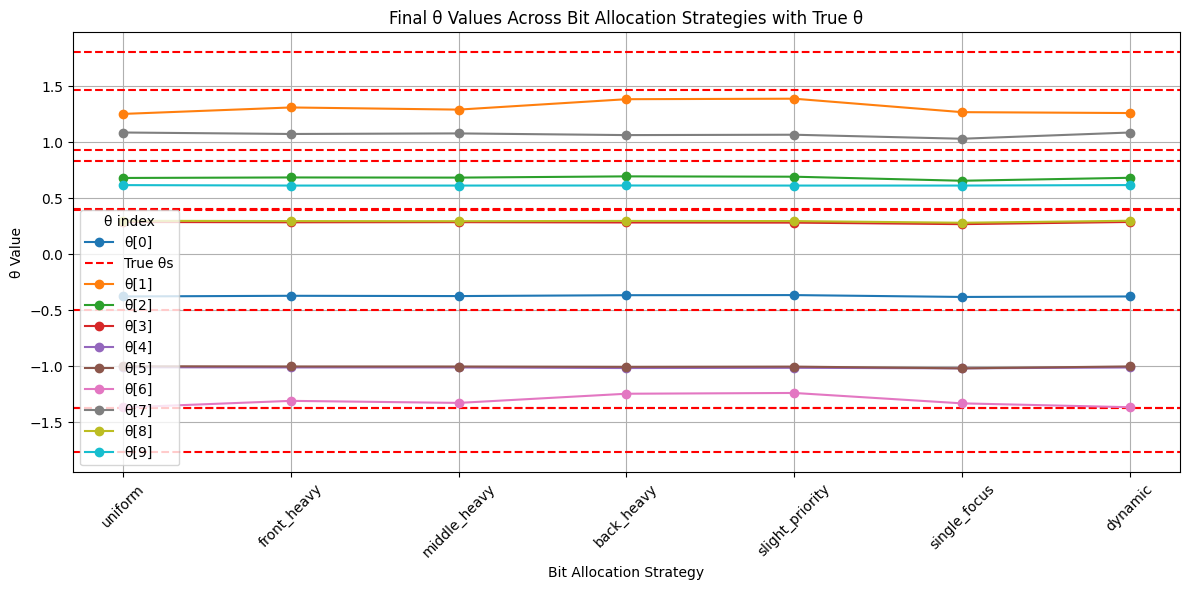 Final θ Values Across Bit Allocation Strategies with True θ
θ Value
1.5
1.0
0.5
0.0
−0.5
−1.0
−1.5
θ index
θ[0]
True θs
θ[1]
θ[2]
θ[3]
θ[4]
θ[5]
θ[6]
θ[7]
θ[8]
θ[9]
uniform
front_heavy
middle_heavy
back_heavy
slight_priority
single_focus
dynamic
Bit Allocation Strategy